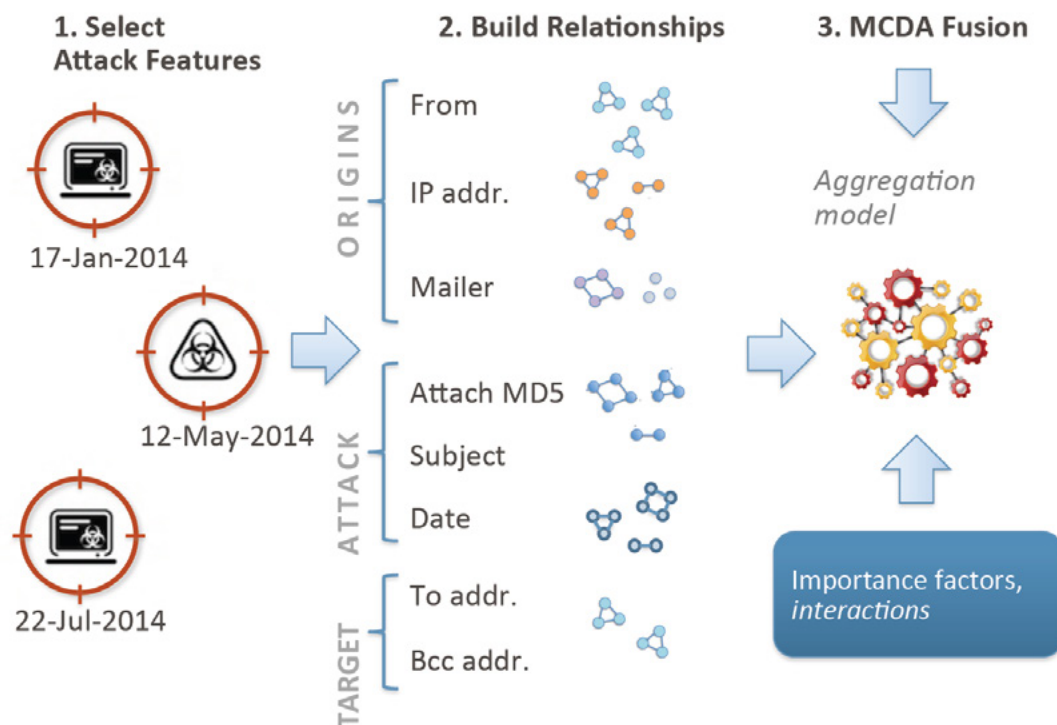 1. Select
Attack Features
17-Jan-2014
12-May-2014
22-Jul-2014
2. Build Relationships
ORIGINS
From
IP addr.
Mailer
ATTACK
Attach MD5
Subject
Date
TARGET
To addr.
Bcc addr.
3. MCDA Fusion
Aggregation
model
Importance factors,
interactions